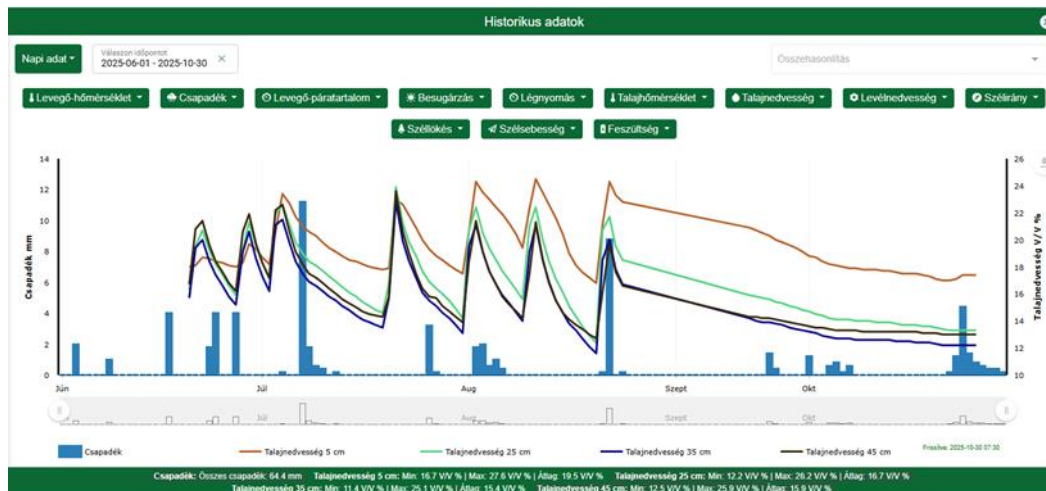 Historikus adatok
Napi adat
Válasszon időpontot
2025-06-01 - 2025-10-30
Összehasonlítás
Levegő-hőmérséklet Csapadék Levegő-páratartalom Besugárzás Légnyomás Talajhőmérséklet Talajnedvesség Levélnedvesség Szélirány
Széllökés Szélsebesség Feszültség
14 26
12 24
10 22
8 20
6 18
4 14
2 12
0 10
16
Csapadék mm
Talajnedvesség V/V %
Jún Júl Aug Szept Okt
Júl Aug Szept Okt
Csapadék Talajnedvesség 5 cm Talajnedvesség 25 cm Talajnedvesség 35 cm Talajnedvesség 45 cm
Frissítve: 2025-10-30 07:30
Csapadék: Összes csapadék: 64.4 mm Talajnedvesség 5 cm: Min: 16.7 V/V % | Max: 27.6 V/V % | Átlag: 19.5 V/V % Talajnedvesség 25 cm: Min: 12.2 V/V % | Max: 26.2 V/V % | Átlag: 16.7 V/V %
Talajnedvesség 35 cm: Min: 11.4 V/V % | Max: 25.1 V/V % | Átlag: 15.4 V/V % Talajnedvesség 45 cm: Min: 12.5 V/V % | Max: 25.9 V/V % | Átlag: 15.9 V/V %